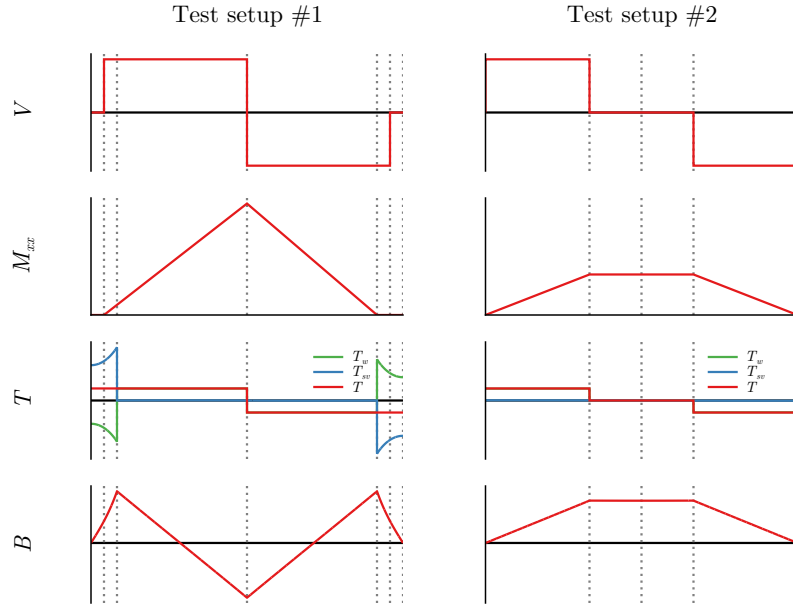 Test setup #1 Test setup #2
V
M_xx
T
T_w T_w
T_sv T_sv
T T
B